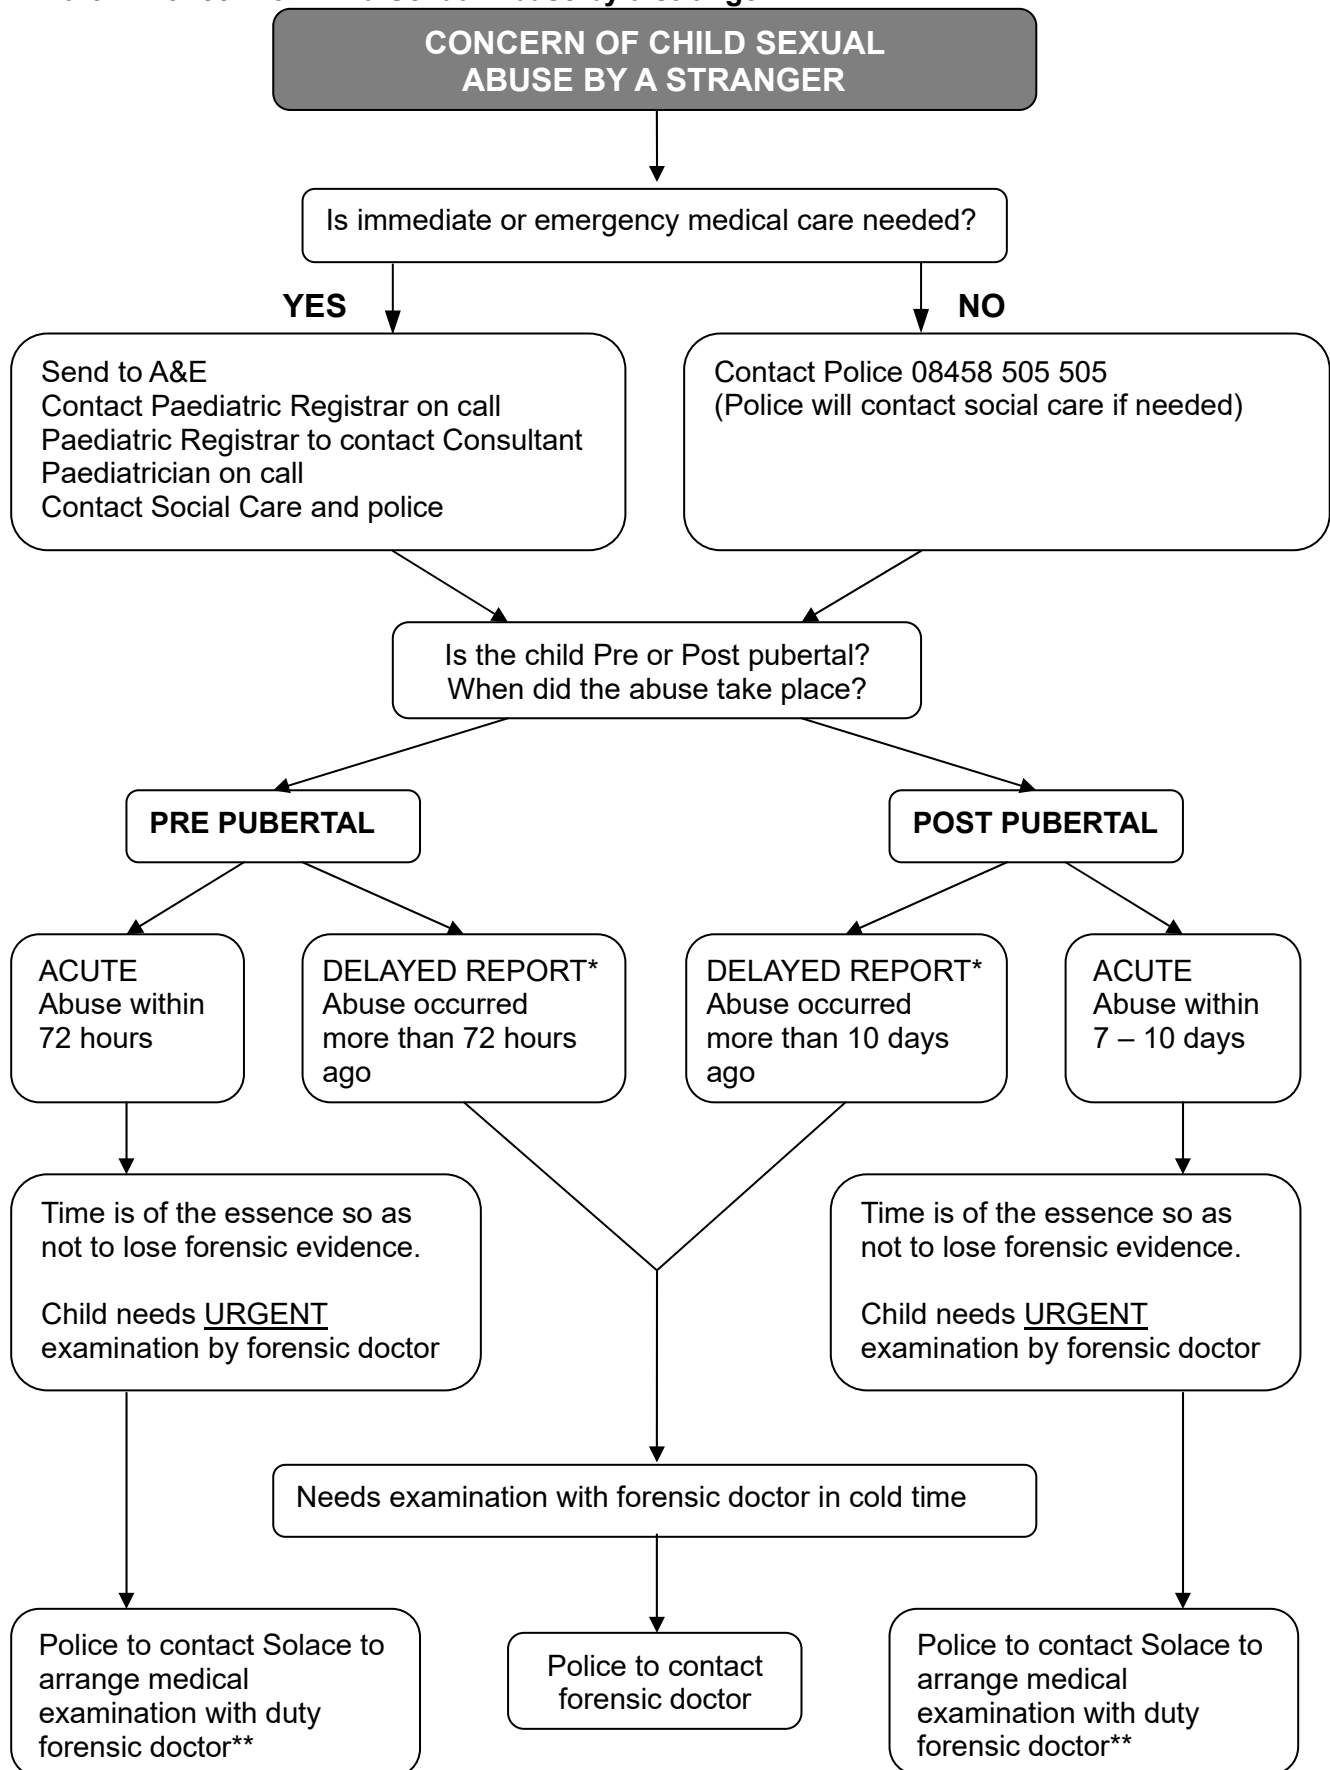 CONCERN OF CHILD SEXUAL
ABUSE BY A STRANGER
Is immediate or emergency medical care needed?
YES
NO
Send to A&E
Contact Paediatric Registrar on call
Paediatric Registrar to contact Consultant
Paediatrician on call
Contact Social Care and police
Contact Police 08458 505 505
(Police will contact social care if needed)
Is the child Pre or Post pubertal?
When did the abuse take place?
PRE PUBERTAL
POST PUBERTAL
ACUTE
Abuse within
72 hours
DELAYED REPORT*
Abuse occurred
more than 72 hours
ago
DELAYED REPORT*
Abuse occurred
more than 10 days
ago
ACUTE
Abuse within
7 – 10 days
Time is of the essence so as
not to lose forensic evidence.
Child needs URGENT
examination by forensic doctor
Time is of the essence so as
not to lose forensic evidence.
Child needs URGENT
examination by forensic doctor
Needs examination with forensic doctor in cold time
Police to contact Solace to
arrange medical
examination with duty
forensic doctor**
Police to contact
forensic doctor
Police to contact Solace to
arrange medical
examination with duty
forensic doctor**